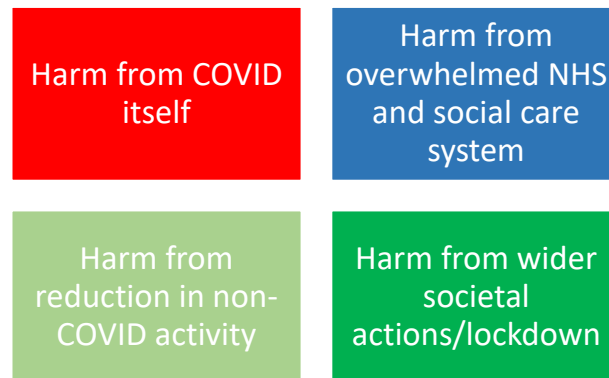 Harm from COVID
itself
Harm from
overwhelmed NHS
and social care
system
Harm from
reduction in non-
COVID activity
Harm from wider
societal
actions/lockdown